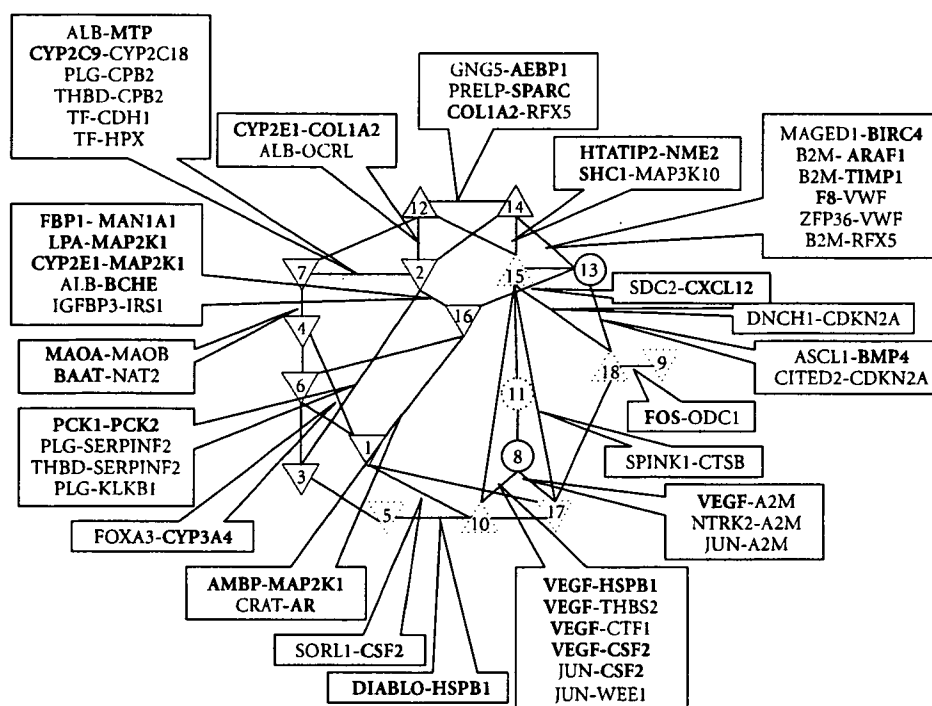 ALB-MTP
CYP2C9-CYP2C18
PLG-CPB2
THBD-CPB2
TF-CDH1
TF-HPX
CYP2E1-COL1A2
ALB-OCRL
GNG5-AEBP1
PRELP-SPARC
COL1A2-RFX5
HTATIP2-NME2
SHC1-MAP3K10
MAGED1-BIRC4
B2M- ARAF1
B2M-TIMP1
F8-VWF
ZFP36-VWF
B2M-RFX5
FBP1- MAN1A1
LPA-MAP2K1
CYP2E1-MAP2K1
ALB-BCHE
IGFBP3-IRS1
12
14
7
2
15
13
16
4
6
11
18
9
1
8
3
5
10
17
SDC2-CXCL12
DNCH1-CDKN2A
MAOA-MAOB
BAAT-NAT2
ASCL1-BMP4
CITED2-CDKN2A
FOS-ODC1
PCK1-PCK2
PLG-SERPINF2
THBD-SERPINF2
PLG-KLKB1
SPINK1-CTSB
FOXA3-CYP3A4
VEGF-A2M
NTRK2-A2M
JUN-A2M
AMBP-MAP2K1
CRAT-AR
SORL1-CSF2
DIABLO-HSPB1
VEGF-HSPB1
VEGF-THBS2
VEGF-CTF1
VEGF-CSF2
JUN-CSF2
JUN-WEE1